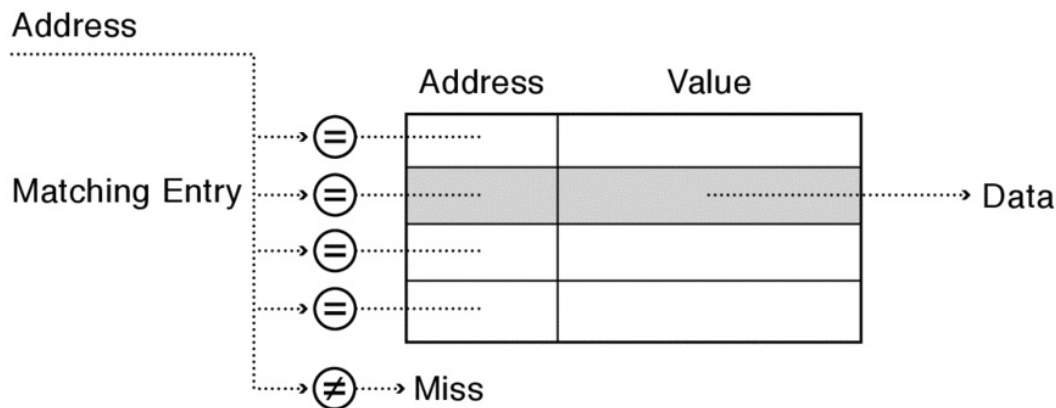 Address
Address Value
=
Matching Entry = Data
=
=
≠ Miss